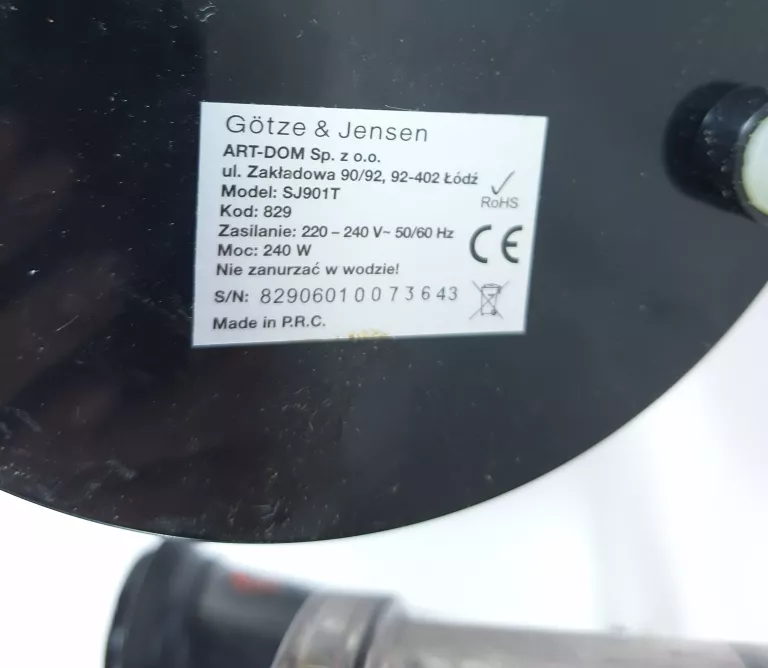 Götze & Jensen
ART-DOM Sp. z o.o.
ul. Zakładowa 90/92, 92-402 Łódź
Model: SJ901T
RoHS
Kod: 829
Zasilanie: 220 – 240 V~ 50/60 Hz
CE
Moc: 240 W
Nie zanurzać w wodzie!
S/N: 82906010073643
Made in P.R.C.